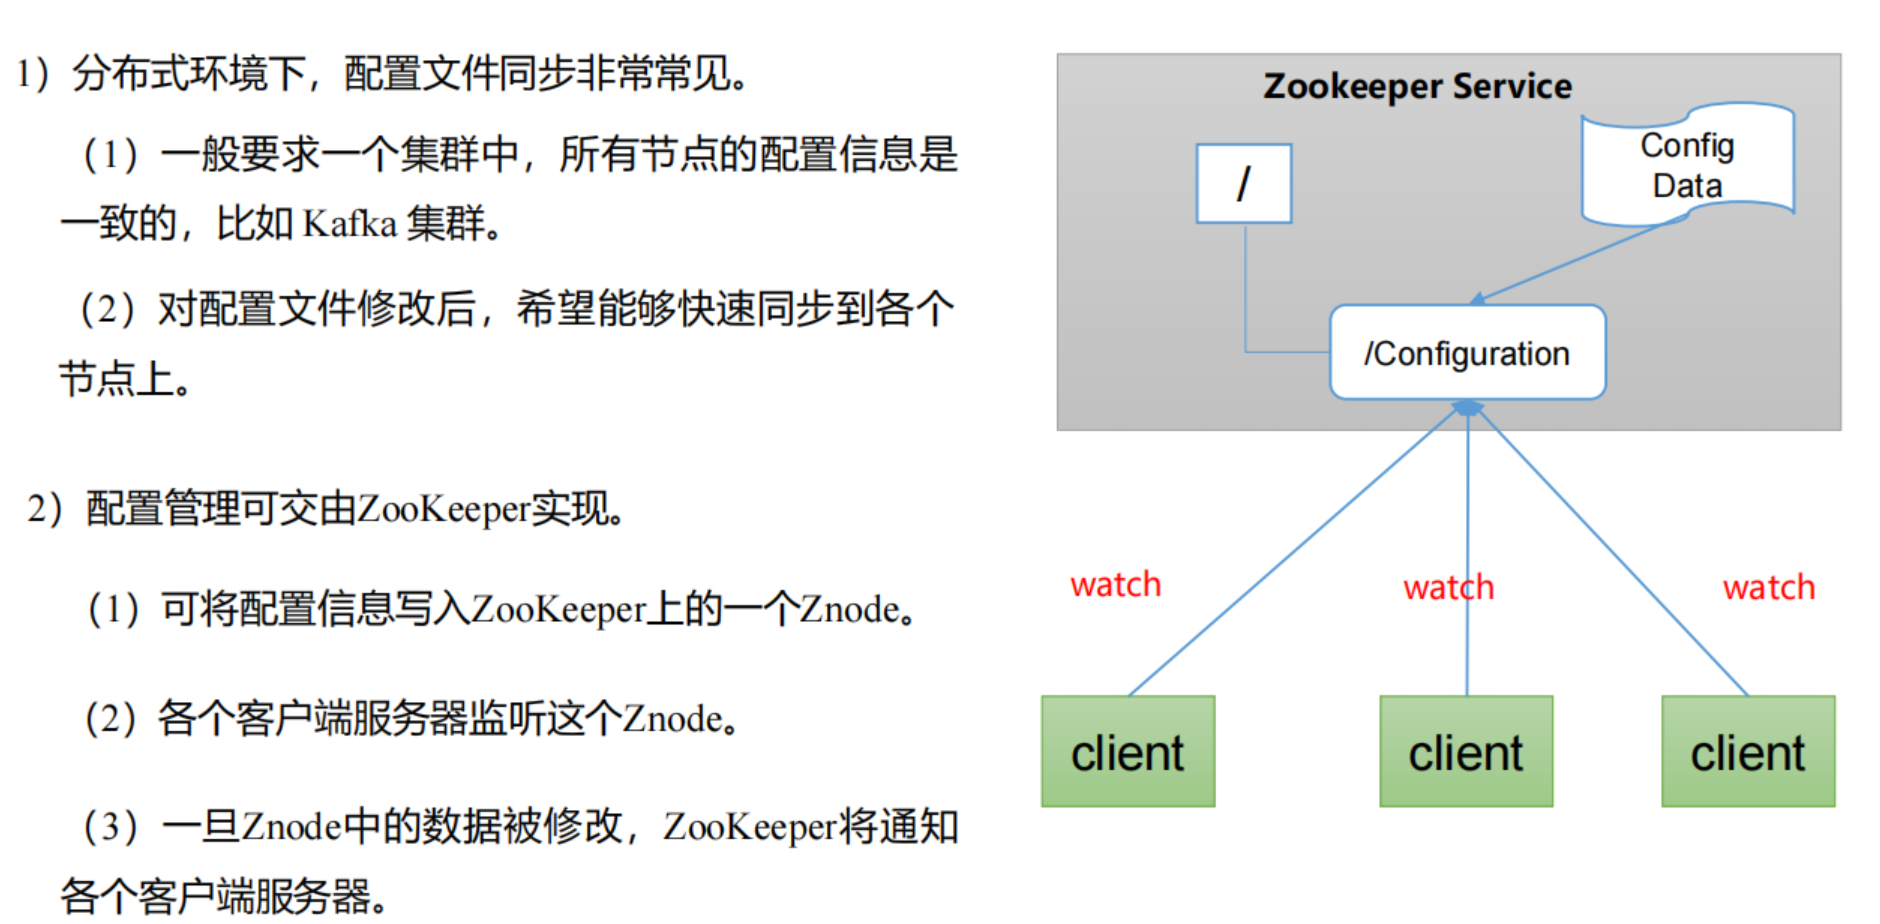 1）分布式环境下，配置文件同步非常常见。
（1）一般要求一个集群中，所有节点的配置信息是
一致的，比如 Kafka 集群。
（2）对配置文件修改后，希望能够快速同步到各个
节点上。
2）配置管理可交由ZooKeeper实现。
（1）可将配置信息写入ZooKeeper上的一个Znode。
（2）各个客户端服务器监听这个Znode。
（3）一旦Znode中的数据被修改，ZooKeeper将通知
各个客户端服务器。
Zookeeper Service
/
Config
Data
/Configuration
watch
watch
watch
client
client
client